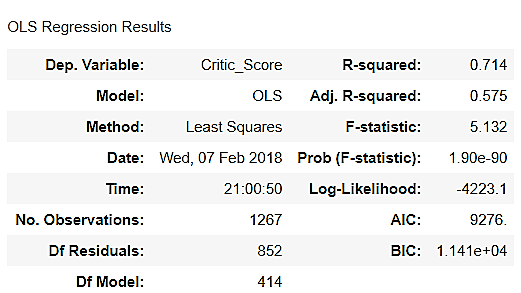 OLS Regression Results
Dep. Variable: Critic_Score R-squared: 0.714
Model: OLS Adj. R-squared: 0.575
Method: Least Squares F-statistic: 5.132
Date: Wed, 07 Feb 2018 Prob (F-statistic): 1.90e-90
Time: 21:00:50 Log-Likelihood: -4223.1
No. Observations: 1267 AIC: 9276.
Df Residuals: 852 BIC: 1.141e+04
Df Model: 414